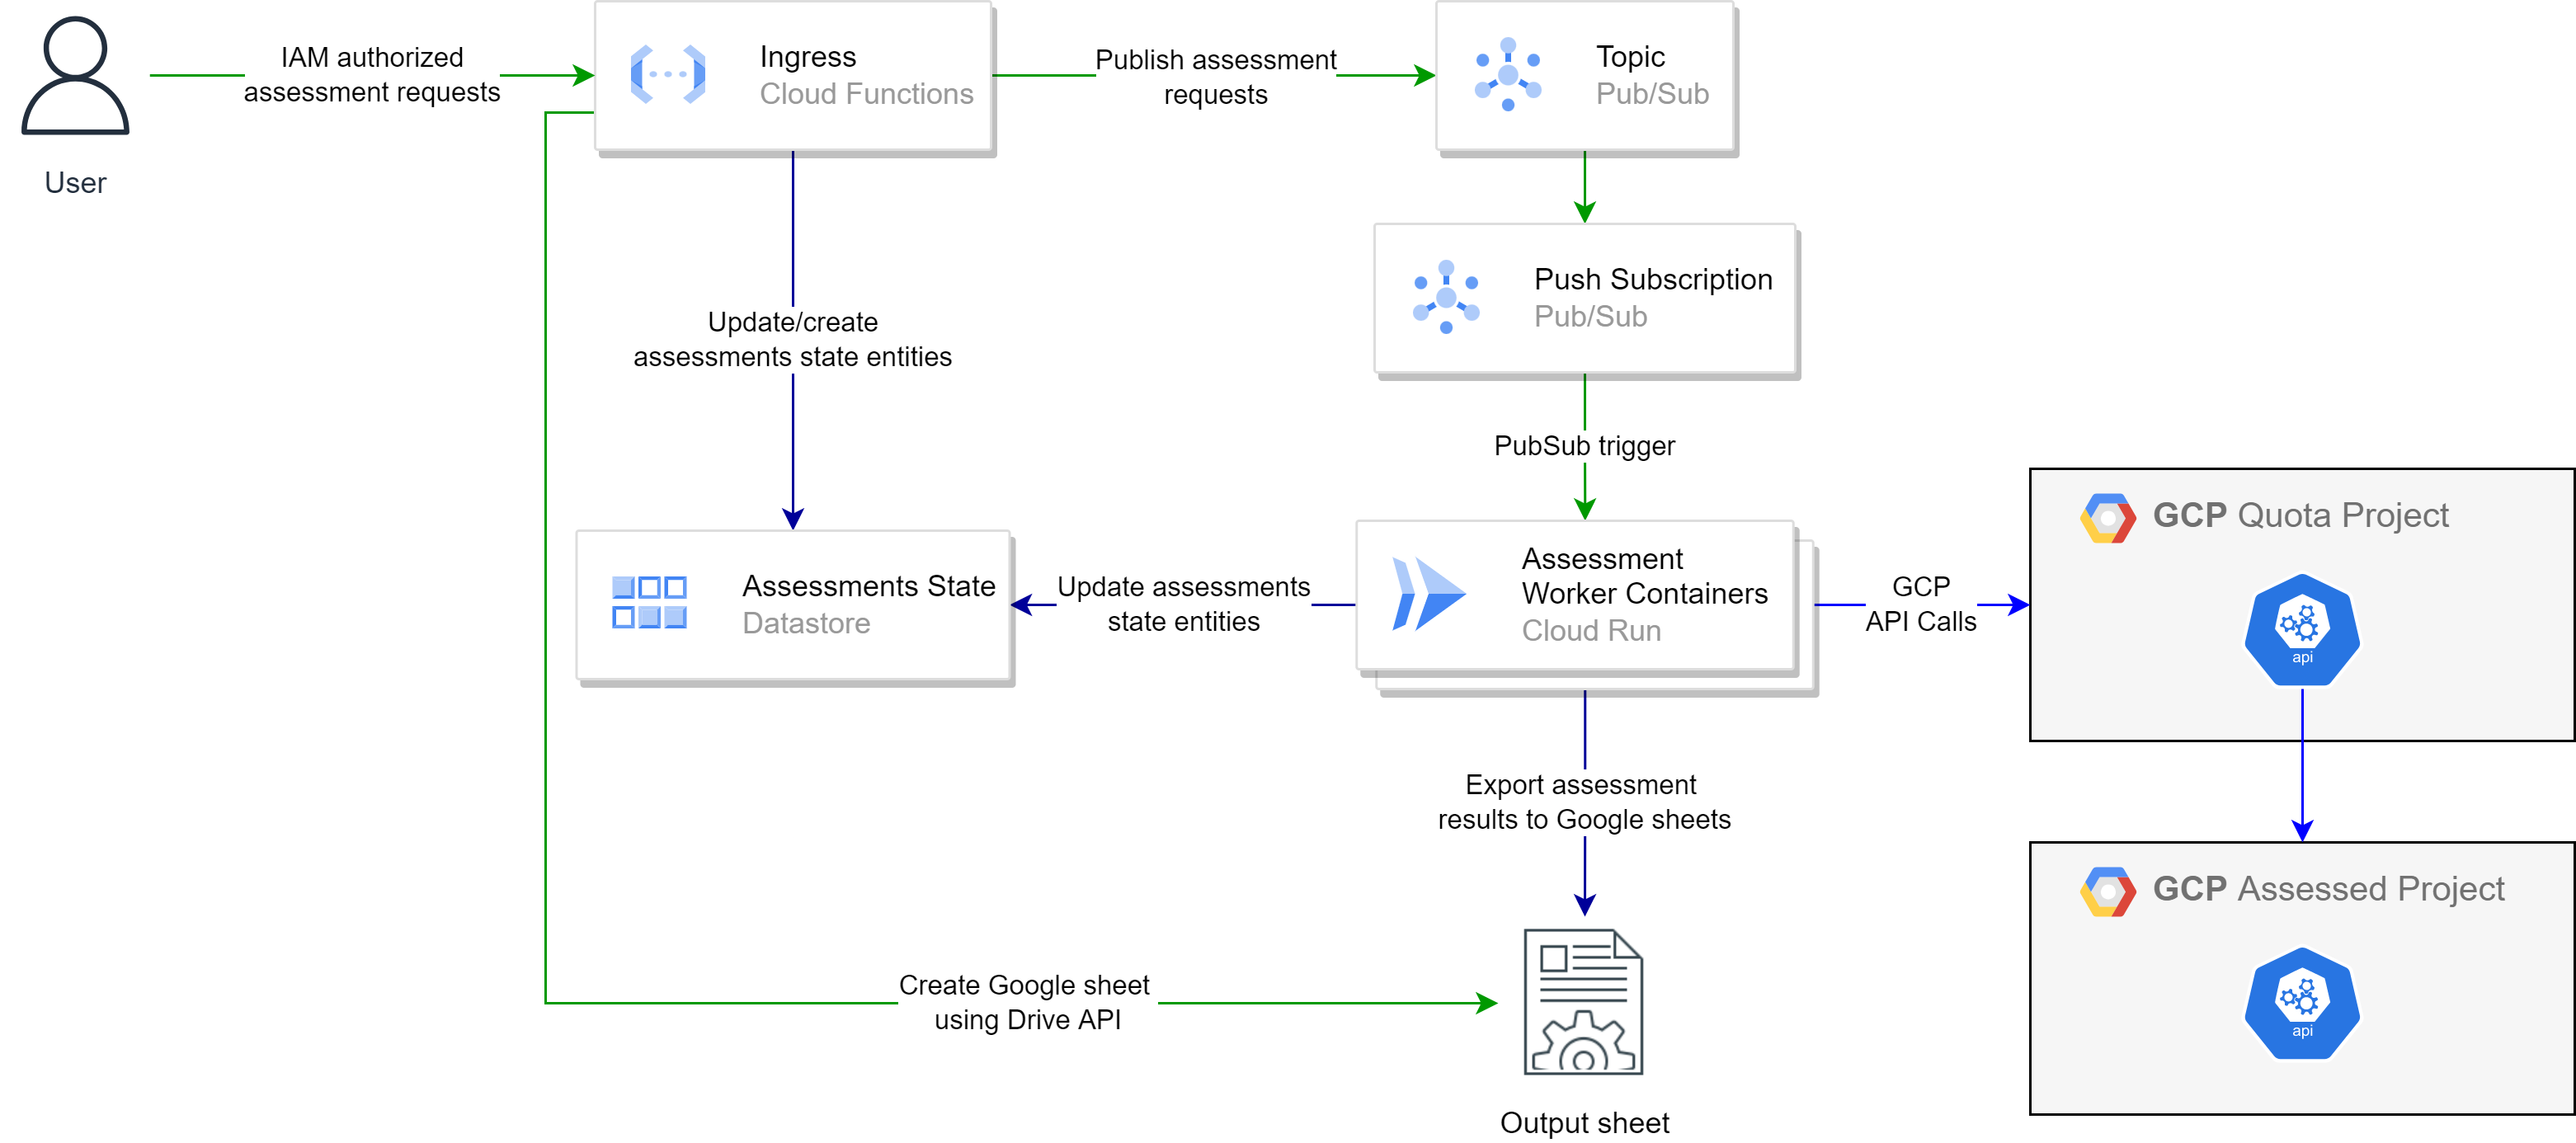 IAM authorized
assessment requests
User
Ingress
Cloud Functions
Publish assessment
requests
Topic
Pub/Sub
Push Subscription
Pub/Sub
Update/create
assessments state entities
PubSub trigger
Assessments State
Datastore
Update assessments
state entities
Assessment
Worker Containers
Cloud Run
GCP
API Calls
GCP Quota Project
api
Export assessment
results to Google sheets
GCP Assessed Project
api
Create Google sheet
using Drive API
Output sheet